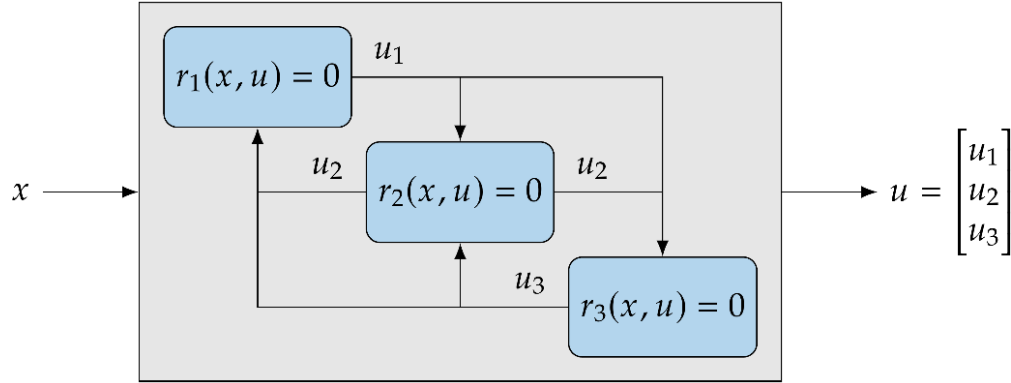 u₁
r₁(x, u) = 0
x
u₂
r₂(x, u) = 0
u₂
u = [u₁
u₂
u₃]
u₃
r₃(x, u) = 0